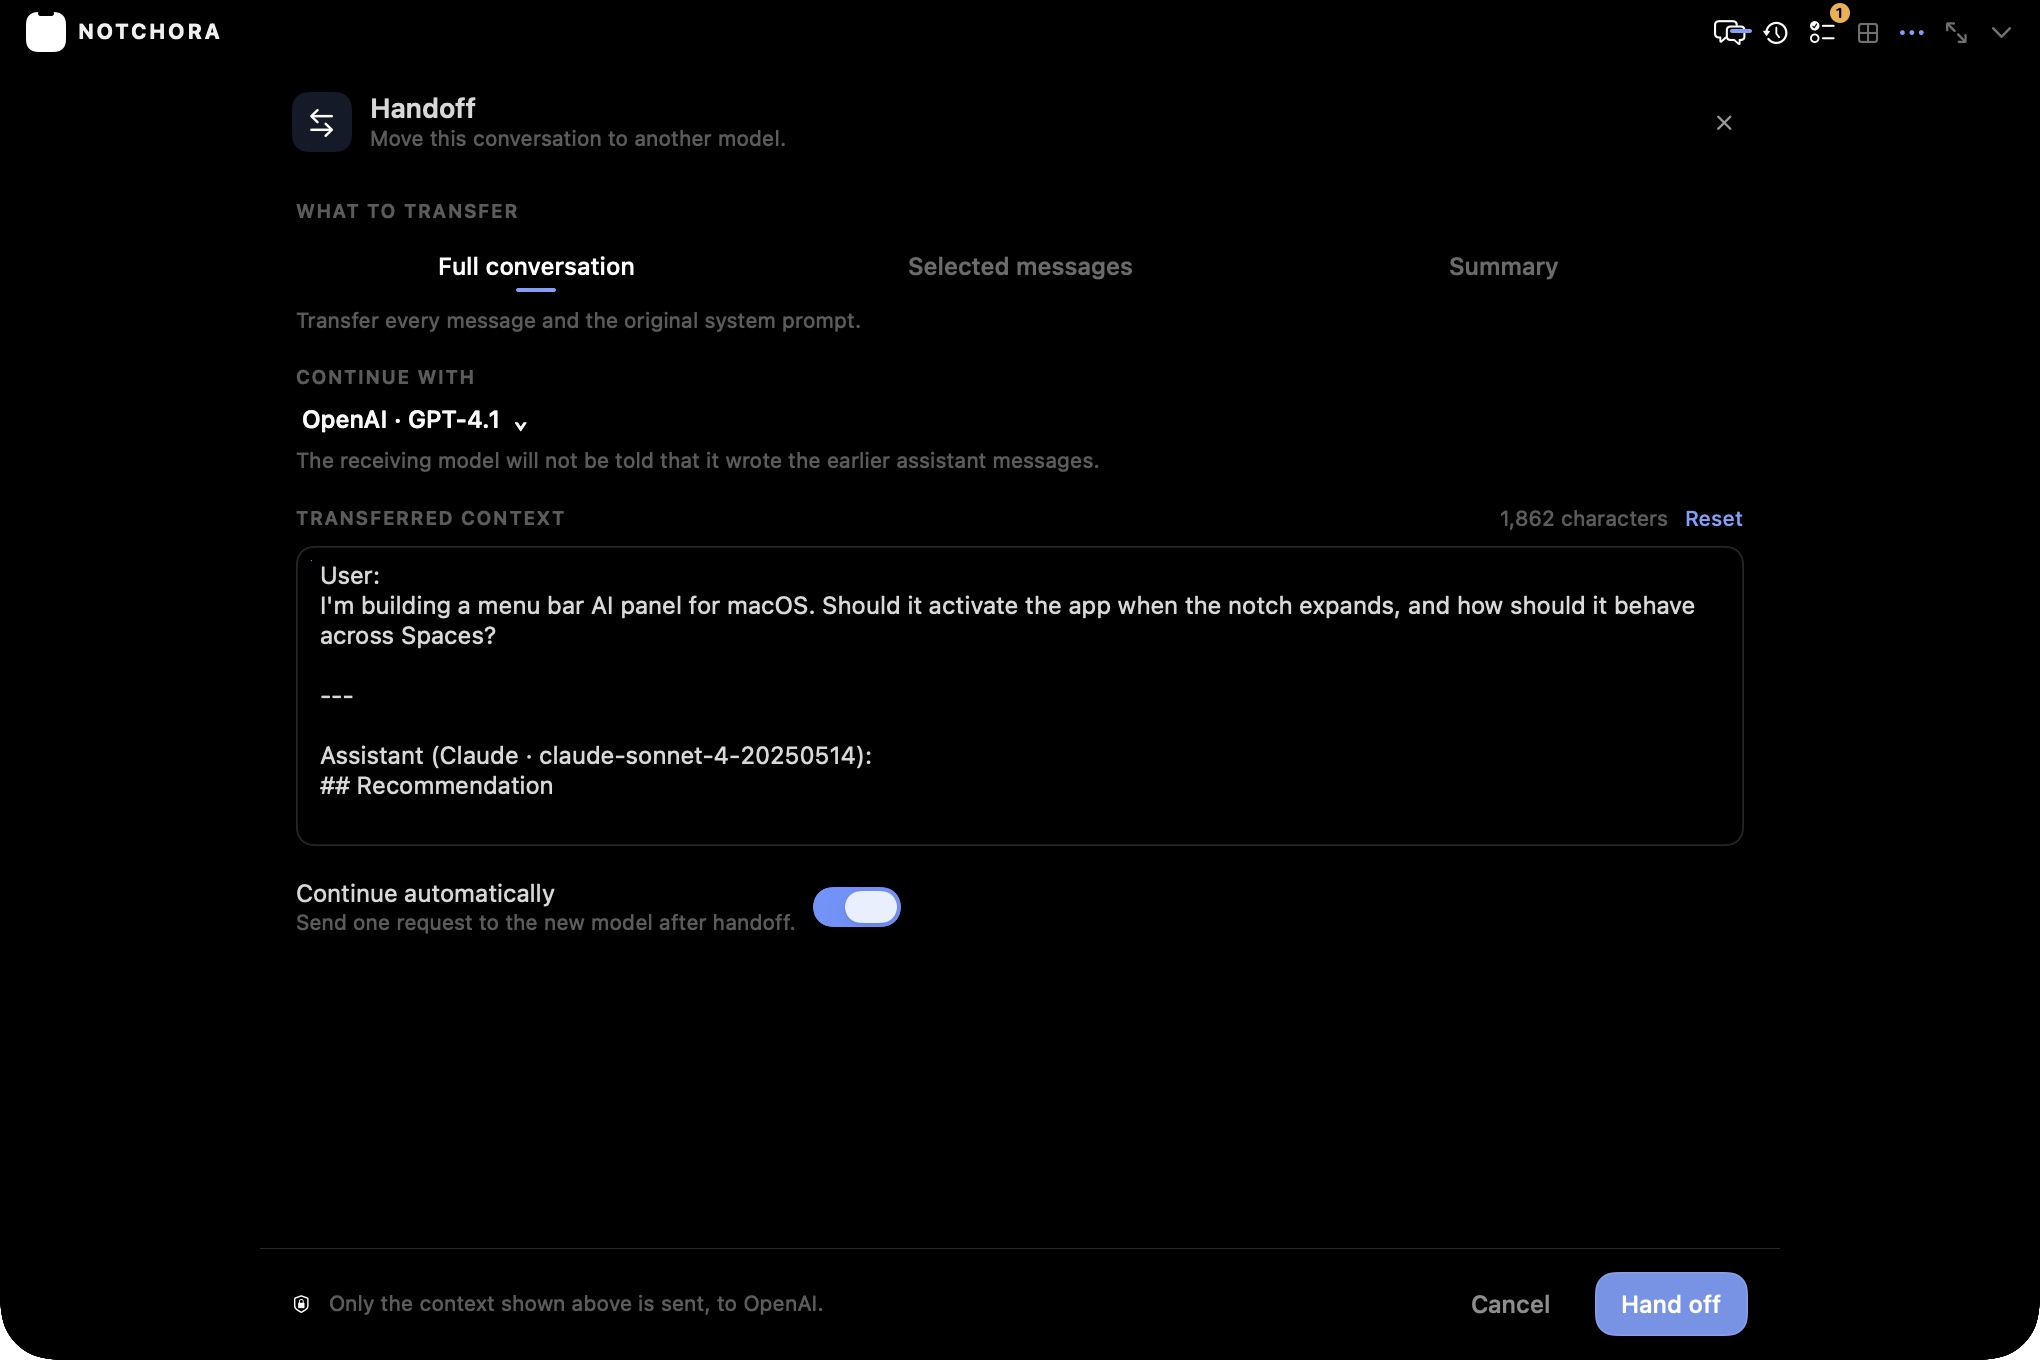 NOTCHORA
1
Handoff
Move this conversation to another model.
WHAT TO TRANSFER
Full conversation
Selected messages
Summary
Transfer every message and the original system prompt.
CONTINUE WITH
OpenAI · GPT-4.1
The receiving model will not be told that it wrote the earlier assistant messages.
TRANSFERRED CONTEXT
1,862 characters
Reset
User:
I'm building a menu bar AI panel for macOS. Should it activate the app when the notch expands, and how should it behave
across Spaces?
---
Assistant (Claude · claude-sonnet-4-20250514):
## Recommendation
Continue automatically
Send one request to the new model after handoff.
Only the context shown above is sent, to OpenAI.
Cancel
Hand off